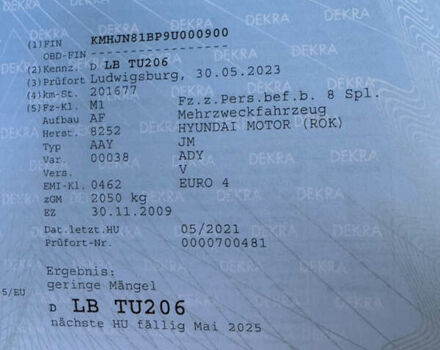 (1) FIN KMHJN81BP9U000900
OBD-FIN -----------------
(2) Kennz. D LB TU206
(3) Prüfort Ludwigsburg, 30.05.2023
(4) km-St. 201677
(5) Fz-Kl. M1 Fz.z.Pers.bef.b. 8 Spl.
Aufbau AF Mehrzweckfahrzeug
Herst. 8252 HYUNDAI MOTOR (ROK)
Typ AAY JM
Var. 00038 ADY
Vers. V
EMI-Kl. 0462 EURO 4
zGM 2050 kg
EZ 30.11.2009
Dat.letzt.HU 05/2021
Prüfort-Nr. 0000700481
Ergebnis:
geringe Mängel
5/EU
D LB TU206
nächste HU fällig Mai 2025